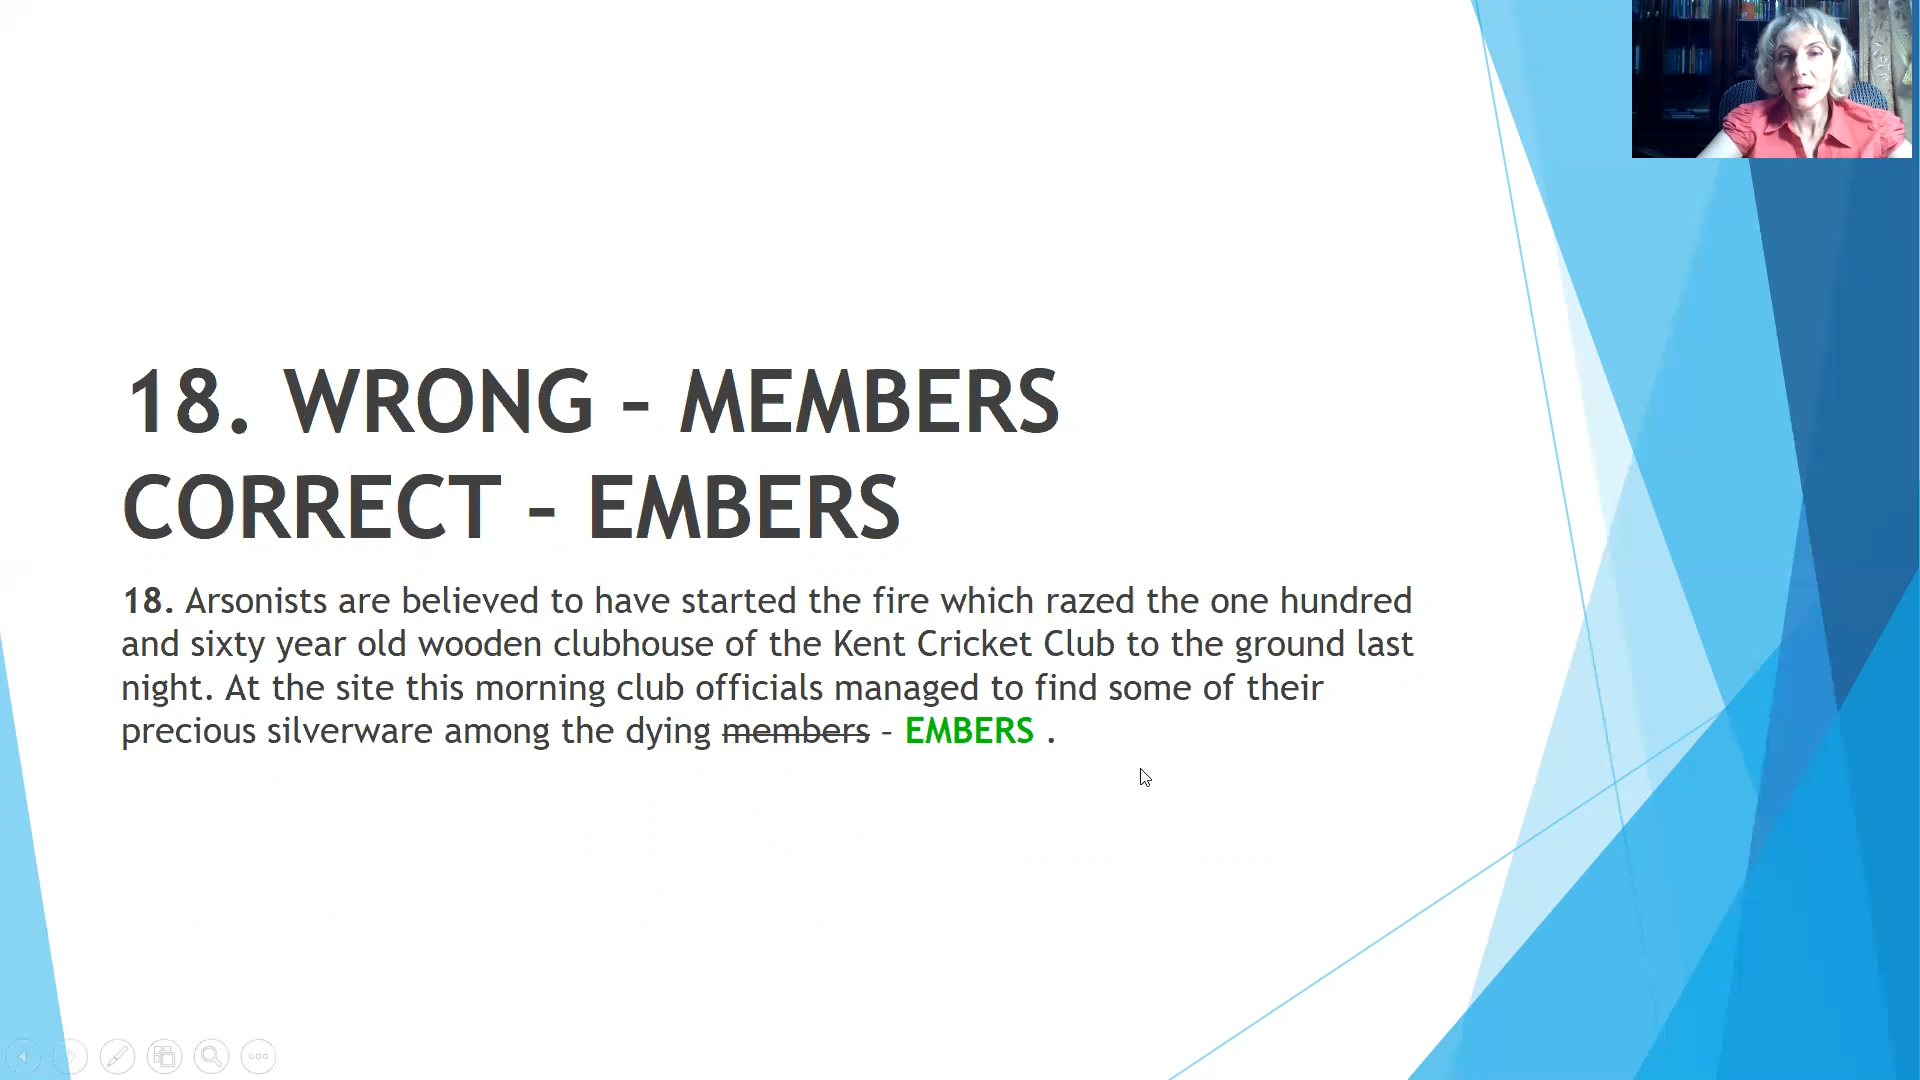 18. WRONG – MEMBERS
CORRECT – EMBERS
18. Arsonists are believed to have started the fire which razed the one hundred
and sixty year old wooden clubhouse of the Kent Cricket Club to the ground last
night. At the site this morning club officials managed to find some of their
precious silverware among the dying members – EMBERS .